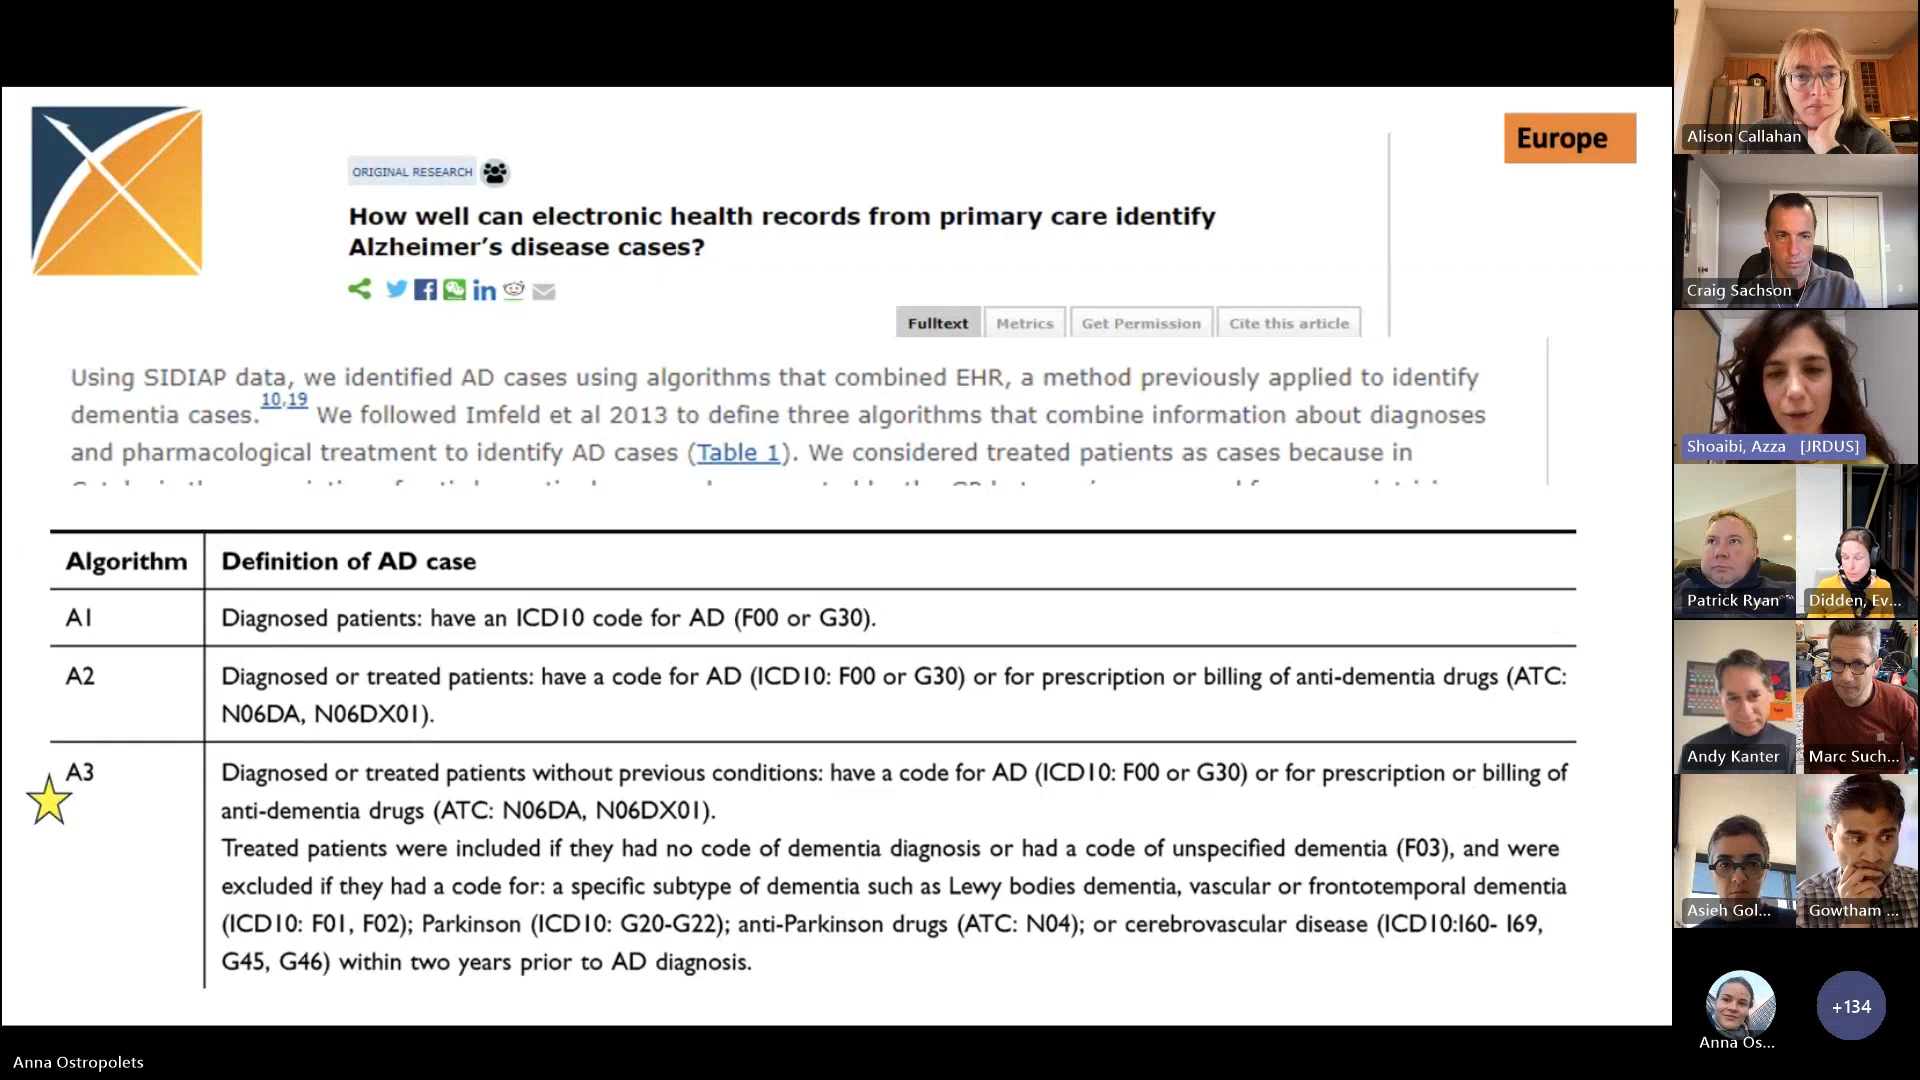 Europe
ORIGINAL RESEARCH
How well can electronic health records from primary care identify
Alzheimer's disease cases?
Fulltext
Metrics
Get Permission
Cite this article
Using SIDIAP data, we identified AD cases using algorithms that combined EHR, a method previously applied to identify
dementia cases.10,19 We followed Imfeld et al 2013 to define three algorithms that combine information about diagnoses
and pharmacological treatment to identify AD cases (Table 1). We considered treated patients as cases because in
Algorithm
Definition of AD case
A1
Diagnosed patients: have an ICD10 code for AD (F00 or G30).
A2
Diagnosed or treated patients: have a code for AD (ICD10: F00 or G30) or for prescription or billing of anti-dementia drugs (ATC:
N06DA, N06DX01).
A3
Diagnosed or treated patients without previous conditions: have a code for AD (ICD10: F00 or G30) or for prescription or billing of
anti-dementia drugs (ATC: N06DA, N06DX01).
Treated patients were included if they had no code of dementia diagnosis or had a code of unspecified dementia (F03), and were
excluded if they had a code for: a specific subtype of dementia such as Lewy bodies dementia, vascular or frontotemporal dementia
(ICD10: F01, F02); Parkinson (ICD10: G20-G22); anti-Parkinson drugs (ATC: N04); or cerebrovascular disease (ICD10:I60- I69,
G45, G46) within two years prior to AD diagnosis.
Anna Ostropolets
Alison Callahan
Craig Sachson
Shoaibi, Azza [JRDUS]
Patrick Ryan
Didden, Ev...
Andy Kanter
Marc Such...
Asieh Gol...
Gowtham ...
Anna Os...
+134